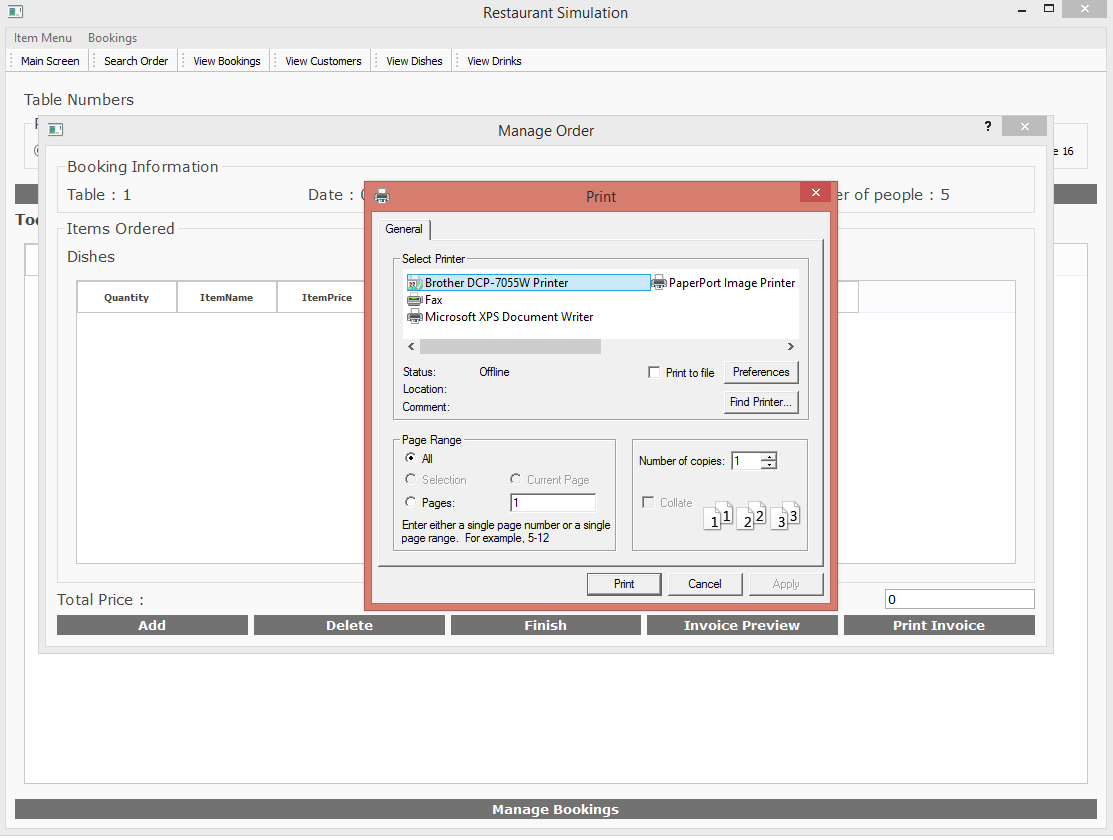 Restaurant Simulation
Item Menu Bookings
Main Screen Search Order View Bookings View Customers View Dishes View Drinks
Table Numbers
Manage Order ?
16
Booking Information
Table : 1 Date : of people : 5
Items Ordered
Dishes
Quantity ItemName ItemPrice
Print
General
Select Printer
Brother DCP-7055W Printer PaperPort Image Printer
Fax
Microsoft XPS Document Writer
Status: Offline Print to file Preferences
Location:
Comment: Find Printer...
Page Range
All
Selection Current Page
Pages: 1
Enter either a single page number or a single
page range. For example, 5-12
Number of copies: 1
Collate
1 1 2 2 3 3
Print Cancel Apply
Total Price : 0
Add Delete Finish Invoice Preview Print Invoice
Manage Bookings